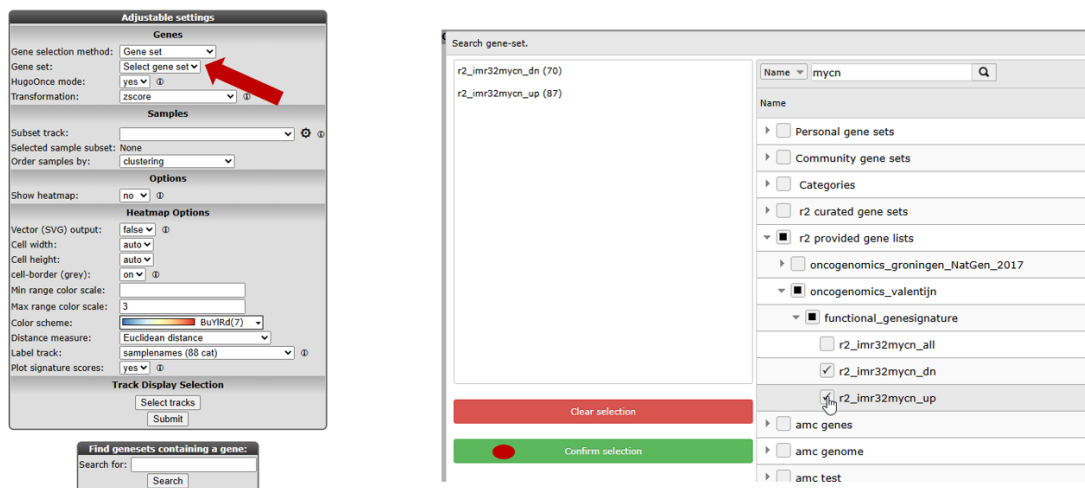 Adjustable settings
Genes
Gene selection method: Gene set
Gene set: Select gene set
HugoOnce mode: yes
Transformation: zscore
Samples
Subset track:
Selected sample subset: None
Order samples by: clustering
Options
Show heatmap: no
Heatmap Options
Vector (SVG) output: false
Cell width: auto
Cell height: auto
cell-border (grey): on
Min range color scale:
Max range color scale: 3
Color scheme: BuYlRd(7)
Distance measure: Euclidean distance
Label track: samplenames (88 cat)
Plot signature scores: yes
Track Display Selection
Select tracks
Submit
Find genesets containing a gene:
Search for:
Search
Search gene-set.
r2_imr32mycn_dn (70)
r2_imr32mycn_up (87)
Clear selection
Confirm selection
Name mycn
Name
Personal gene sets
Community gene sets
Categories
r2 curated gene sets
r2 provided gene lists
oncogenomics_groningen_NatGen_2017
oncogenomics_valentijn
functional_genesignature
r2_imr32mycn_all
r2_imr32mycn_dn
r2_imr32mycn_up
amc genes
amc genome
amc test